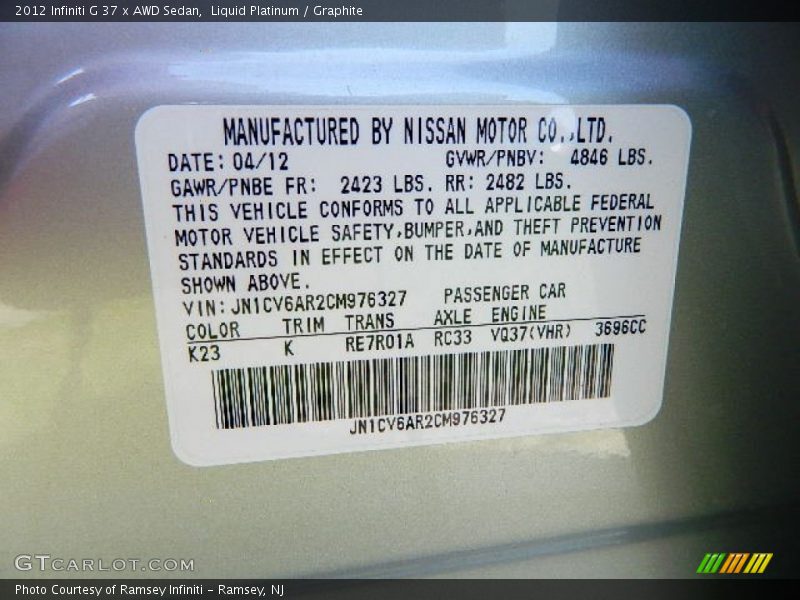 2012 Infiniti G 37 x AWD Sedan,  Liquid Platinum / Graphite
MANUFACTURED BY NISSAN MOTOR CO.,LTD.
DATE: 04/12 GVWR/PNBV: 4846 LBS.
GAWR/PNBE FR: 2423 LBS. RR: 2482 LBS.
THIS VEHICLE CONFORMS TO ALL APPLICABLE FEDERAL
MOTOR VEHICLE SAFETY,BUMPER,AND THEFT PREVENTION
STANDARDS IN EFFECT ON THE DATE OF MANUFACTURE
SHOWN ABOVE.
VIN: JN1CV6AR2CM976327 PASSENGER CAR
COLOR TRIM TRANS AXLE ENGINE
K23 K RE7R01A RC33 VQ37(VHR) 3696CC
JN1CV6AR2CM976327
GTCARLOT.COM
Photo Courtesy of Ramsey Infiniti - Ramsey, NJ